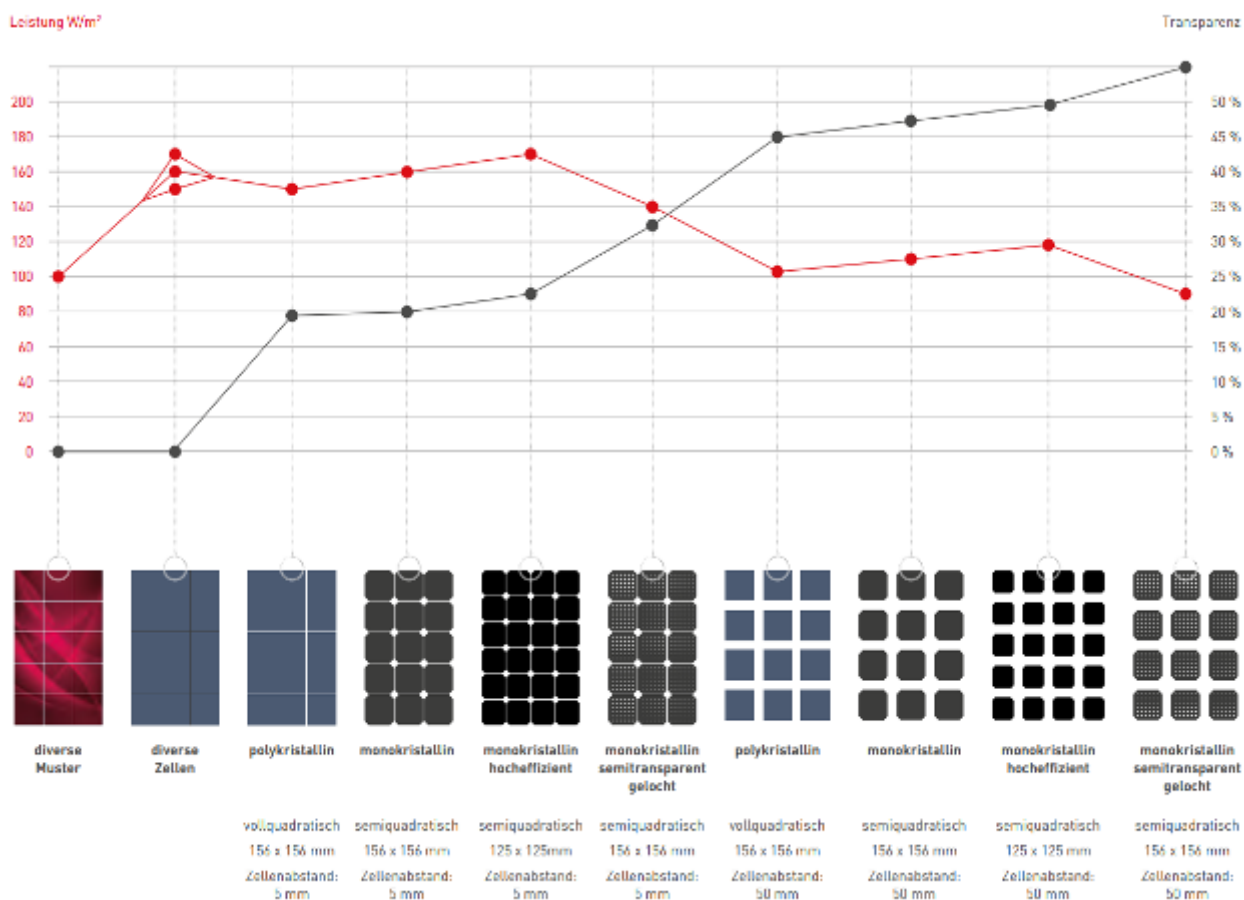 Leistung W/m²
Transparenz
200
180
160
140
120
100
80
60
40
20
0
50 %
45 %
40 %
35 %
30 %
25 %
20 %
15 %
10 %
5 %
0 %
diverse
Muster
diverse
Zellen
polykristallin
vollquadratisch
156 x 156 mm
Zellenabstand:
5 mm
monokristallin
semiquadratisch
156 x 156 mm
Zellenabstand:
5 mm
monokristallin
hocheffizient
semiquadratisch
125 x 125mm
Zellenabstand:
5 mm
monokristallin
semitransparent
gelocht
semiquadratisch
156 x 156 mm
Zellenabstand:
5 mm
polykristallin
vollquadratisch
156 x 156 mm
Zellenabstand:
50 mm
monokristallin
semiquadratisch
156 x 156 mm
Zellenabstand:
50 mm
monokristallin
hocheffizient
semiquadratisch
125 x 125 mm
Zellenabstand:
50 mm
monokristallin
semitransparent
gelocht
semiquadratisch
156 x 156 mm
Zellenabstand:
50 mm